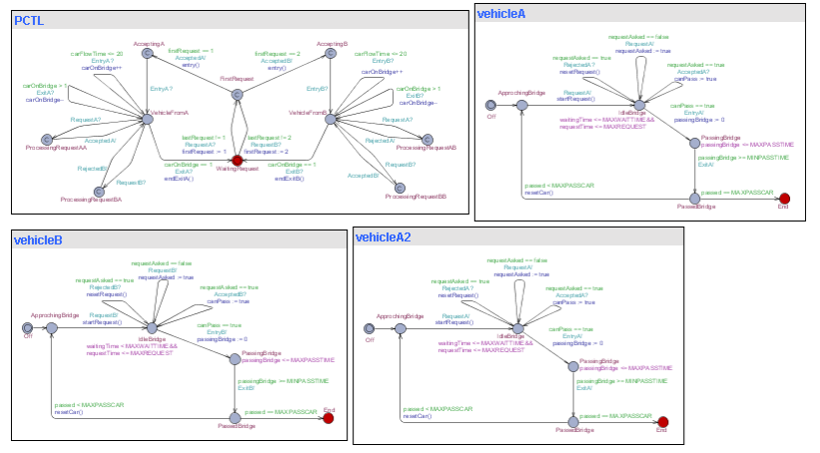 PCTL
AcceptingA
AcceptingB
carFlowTime <= 20
EntryA?
carOnBridge++
firstRequest == 1
AcceptedA!
entry()
firstRequest == 2
AcceptedB!
entry()
carFlowTime <= 20
EntryB?
carOnBridge++
FirstRequest
carOnBridge > 1
ExitA?
carOnBridge--
EntryA?
EntryB?
carOnBridge > 1
ExitB?
carOnBridge--
VehicleFromA
VehicleFromB
RequestA?
AcceptedA!
lastRequest != 1
RequestA?
firstRequest := 1
lastRequest != 2
RequestB?
firstRequest := 2
RequestA?
ProcessingRequestAA
ProcessingRequestAB
RejectedB!
RequestB?
carOnBridge == 1
ExitA?
endExitA()
WaitingRequest
carOnBridge == 1
ExitB?
endExitB()
RejectedA!
RequestB?
AcceptedB!
ProcessingRequestBA
ProcessingRequestBB
vehicleA
requestAsked == false
RequestA!
requestAsked := true
requestAsked == true
RejectedA?
resetRequest()
requestAsked == true
AcceptedA?
canPass := true
ApprochingBridge
Off
RequestA!
startRequest()
IdleBridge
waitingTime <= MAXWAITTIME &&
requestTime <= MAXREQUEST
canPass == true
EntryA!
passingBridge := 0
PassingBridge
passingBridge <= MAXPASSTIME
passingBridge >= MINPASSTIME
ExitA!
passed < MAXPASSCAR
resetCar()
passed == MAXPASSCAR
PassedBridge
End
vehicleB
requestAsked == false
RequestB!
requestAsked := true
requestAsked == true
RejectedB?
resetRequest()
requestAsked == true
AcceptedB?
canPass := true
ApprochingBridge
Off
RequestB!
startRequest()
IdleBridge
waitingTime < MAXWAITTIME &&
requestTime <= MAXREQUEST
canPass == true
EntryB!
passingBridge := 0
PassingBridge
passingBridge <= MAXPASSTIME
passingBridge >= MINPASSTIME
ExitB!
passed < MAXPASSCAR
resetCar()
passed == MAXPASSCAR
End
PassedBridge
vehicleA2
requestAsked == false
RequestA!
requestAsked := true
requestAsked == true
RejectedA?
resetRequest()
requestAsked == true
AcceptedA?
canPass := true
ApprochingBridge
Off
RequestA!
startRequest()
IdleBridge
waitingTime <= MAXWAITTIME &&
requestTime <= MAXREQUEST
canPass == true
EntryA!
passingBridge := 0
PassingBridge
passingBridge <= MAXPASSTIME
passingBridge >= MINPASSTIME
ExitA!
passed < MAXPASSCAR
resetCar()
passed == MAXPASSCAR
PassedBridge
End